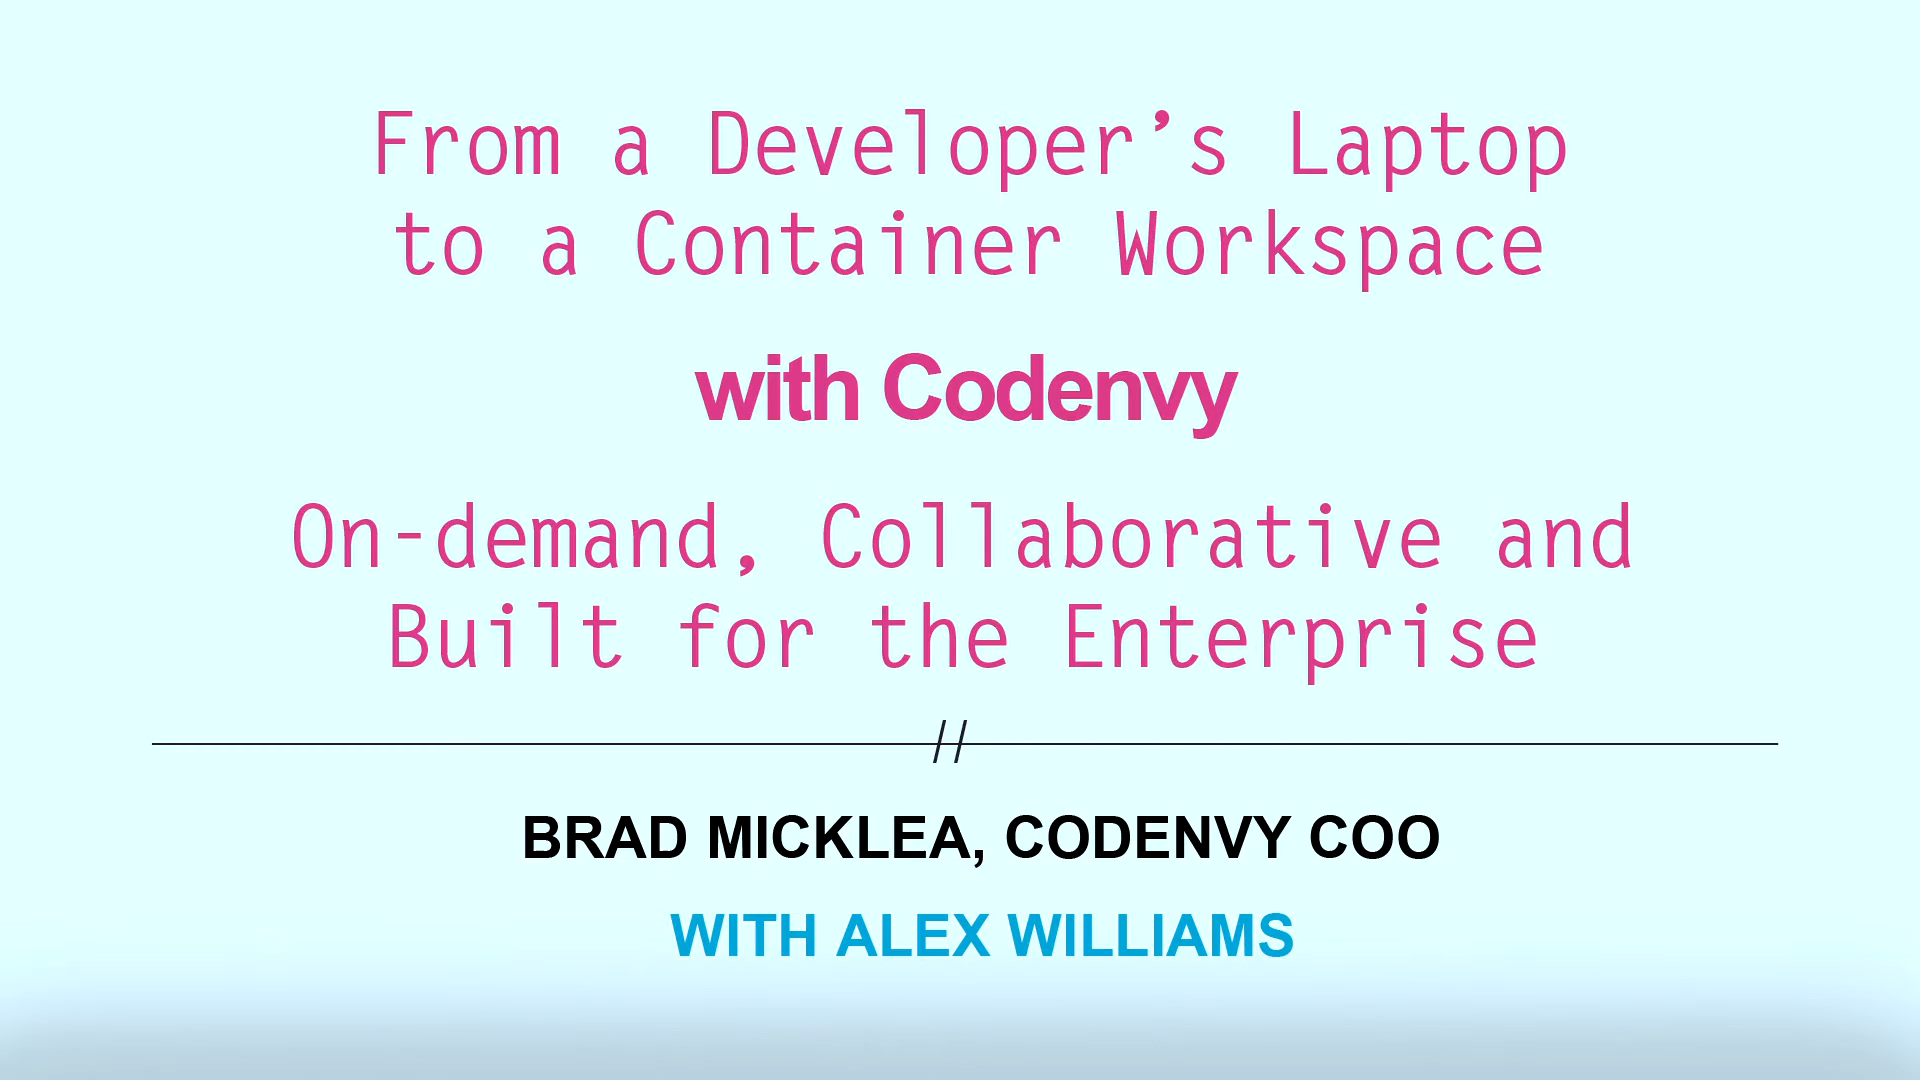 From a Developer’s Laptop
to a Container Workspace
with Codenvy
On-demand, Collaborative and
Built for the Enterprise
//
BRAD MICKLEA, CODENVY COO
WITH ALEX WILLIAMS